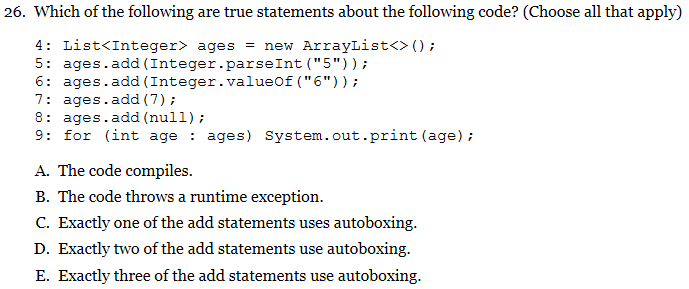 26. Which of the following are true statements about the following code? (Choose all that apply)
4: List<Integer> ages = new ArrayList<>();
5: ages.add(Integer.parseInt("5"));
6: ages.add(Integer.valueOf("6"));
7: ages.add(7);
8: ages.add(null);
9: for (int age : ages) System.out.print(age);
A. The code compiles.
B. The code throws a runtime exception.
C. Exactly one of the add statements uses autoboxing.
D. Exactly two of the add statements use autoboxing.
E. Exactly three of the add statements use autoboxing.